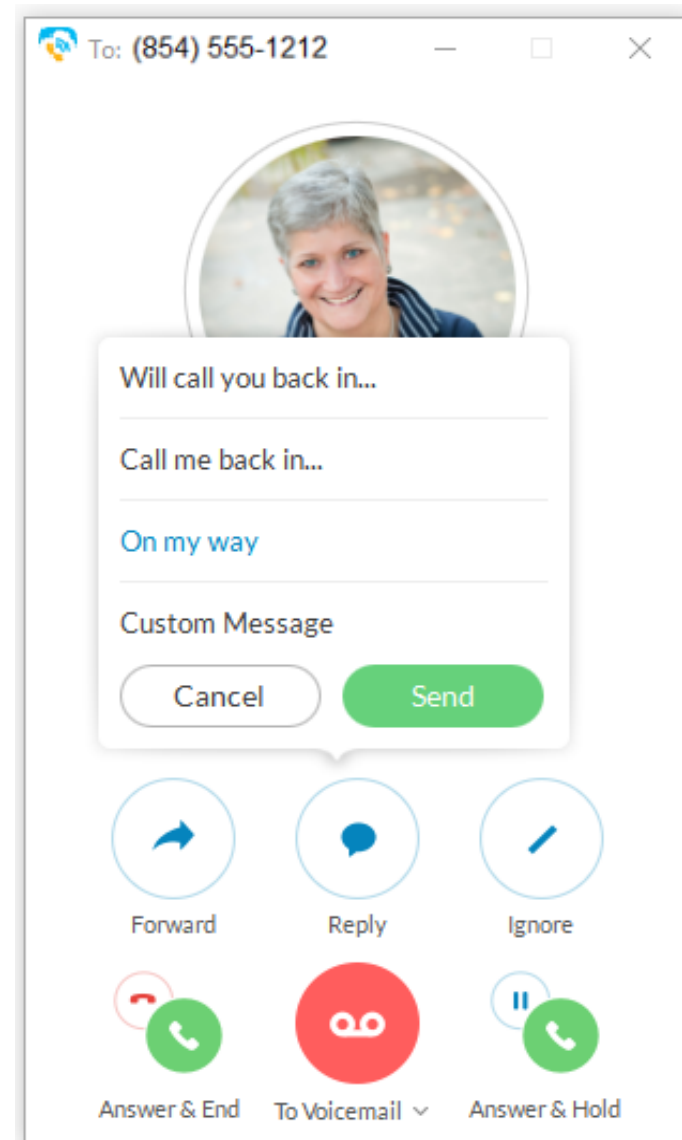 To: (854) 555-1212
Will call you back in...
Call me back in...
On my way
Custom Message
Cancel Send
Forward Reply Ignore
Answer & End To Voicemail Answer & Hold